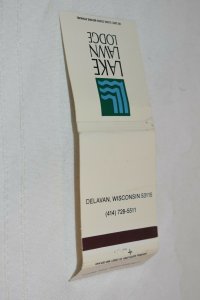 LAKE
LAWN
LODGE
DELAVAN, WISCONSIN 53115
(414) 728-5511